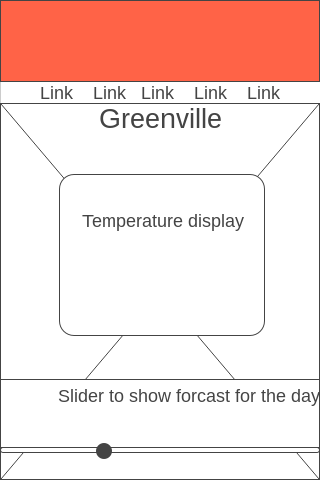 Link Link Link Link Link
Greenville
Temperature display
Slider to show forcast for the day